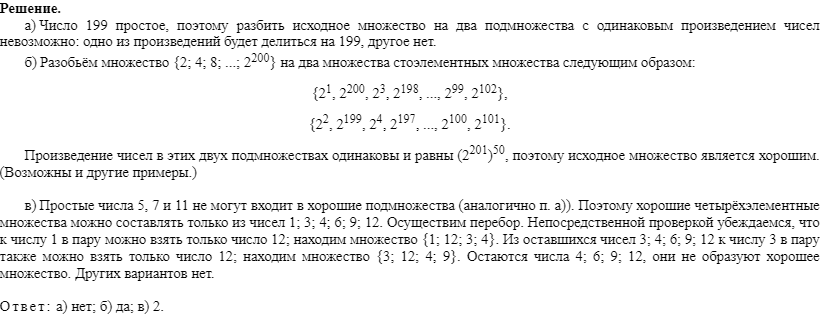 Решение.
а) Число 199 простое, поэтому разбить исходное множество на два подмножества с одинаковым произведением чисел
невозможно: одно из произведений будет делиться на 199, другое нет.
б) Разобьём множество {2; 4; 8; ...; 2^200} на два множества стоэлементных множества следующим образом:
{2^1, 2^200, 2^3, 2^198, ..., 2^99, 2^102},
{2^2, 2^199, 2^4, 2^197, ..., 2^100, 2^101}.
Произведение чисел в этих двух подмножествах одинаковы и равны (2^201)^50, поэтому исходное множество является хорошим.
(Возможны и другие примеры.)
в) Простые числа 5, 7 и 11 не могут входить в хорошие подмножества (аналогично п. а)). Поэтому хорошие четырёхэлементные
множества можно составлять только из чисел 1; 3; 4; 6; 9; 12. Осуществим перебор. Непосредственной проверкой убеждаемся, что
к числу 1 в пару можно взять только число 12; находим множество {1; 12; 3; 4}. Из оставшихся чисел 3; 4; 6; 9; 12 к числу 3 в пару
также можно взять только число 12; находим множество {3; 12; 4; 9}. Остаются числа 4; 6; 9; 12, они не образуют хорошее
множество. Других вариантов нет.
Ответ: а) нет; б) да; в) 2.